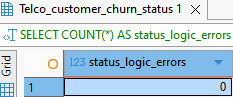 Telco_customer_churn_status 1
SELECT COUNT(*) AS status_logic_errors
Grid
123 status_logic_errors
1
0